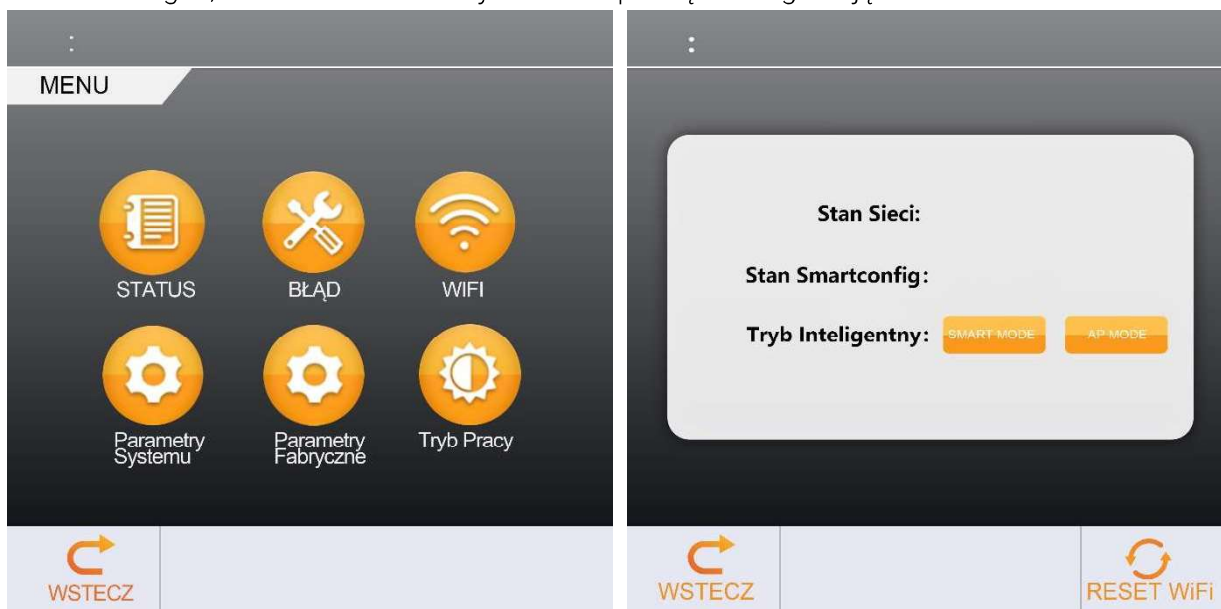 :
MENU
STATUS
BŁĄD
WIFI
Parametry
Systemu
Parametry
Fabryczne
Tryb Pracy
WSTECZ
:
Stan Sieci:
Stan Smartconfig:
Tryb Inteligentny: SMART MODE AP MODE
WSTECZ
RESET WiFi